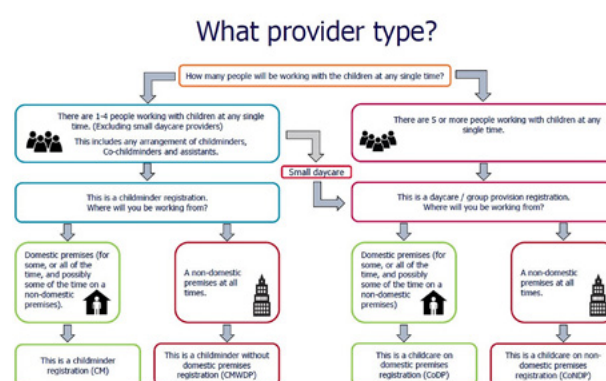 What provider type?
How many people will be working with the children at any single time?
There are 1-4 people working with children at any single
time. (Excluding small daycare providers)
This includes any arrangement of childminders,
Co-childminders and assistants.
There are 5 or more people working with children at any
single time.
Small daycare
This is a childminder registration.
Where will you be working from?
This is a daycare / group provision registration.
Where will you be working from?
Domestic premises (for
some, or all of the
time, and possibly
some of the time on a
non-domestic
premises).
A non-domestic
premises at all
times.
Domestic premises (for
some, or all of the
time, and possibly
some of the time on a
non-domestic
premises)
A non-domestic
premises at all
times.
This is a childminder
registration (CM)
This is a childminder without
domestic premises
registration (CMWDP)
This is a childcare on
domestic premises
registration (CoDP)
This is a childcare on non-
domestic premises
registration (CoNDP)